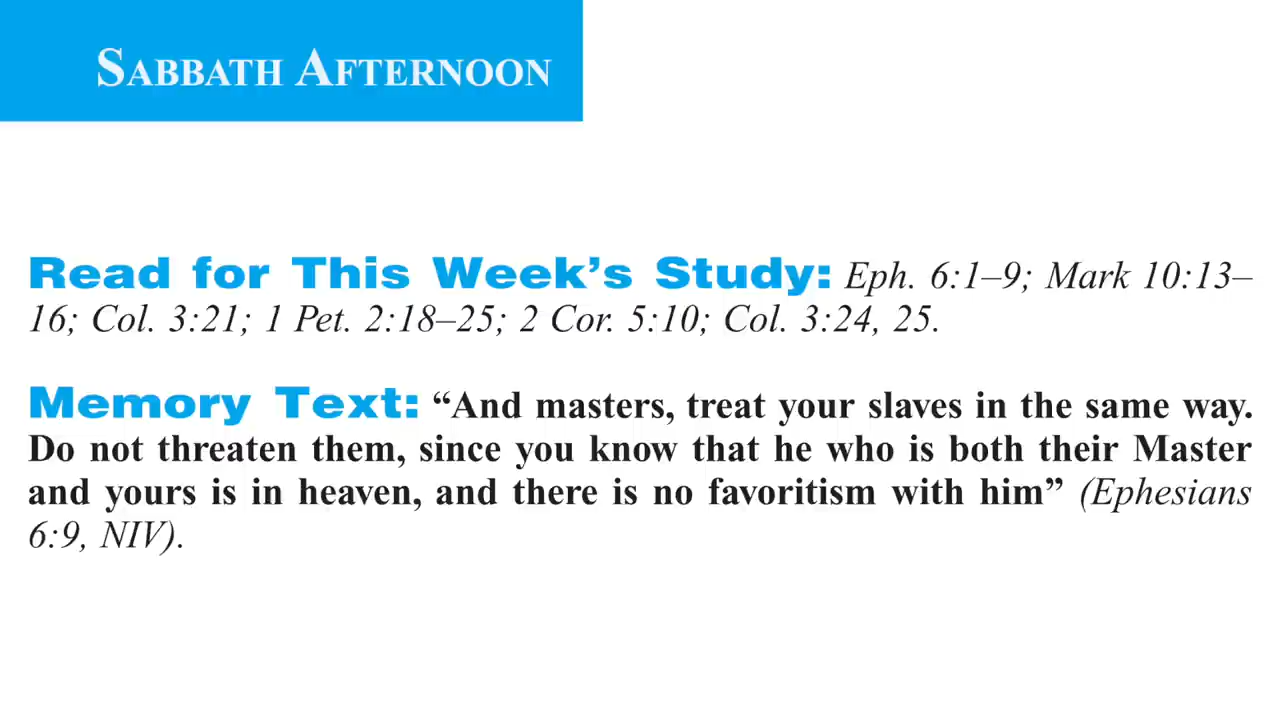 SABBATH AFTERNOON
Read for This Week’s Study: Eph. 6:1–9; Mark 10:13–
16; Col. 3:21; 1 Pet. 2:18–25; 2 Cor. 5:10; Col. 3:24, 25.
Memory Text: “And masters, treat your slaves in the same way.
Do not threaten them, since you know that he who is both their Master
and yours is in heaven, and there is no favoritism with him” (Ephesians
6:9, NIV).